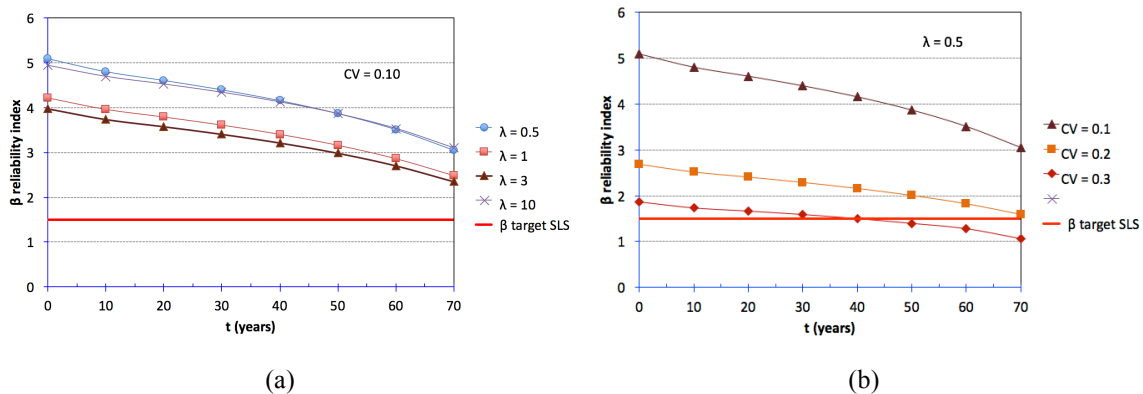 6
5
4
3
2
1
0
β reliability index
CV = 0.10
0 10 20 30 40 50 60 70
t (years)
λ = 0.5
λ = 1
λ = 3
λ = 10
β target SLS
(a)
6
5
4
3
2
1
0
β reliability index
λ = 0.5
0 10 20 30 40 50 60 70
t (years)
CV = 0.1
CV = 0.2
CV = 0.3
β target SLS
(b)